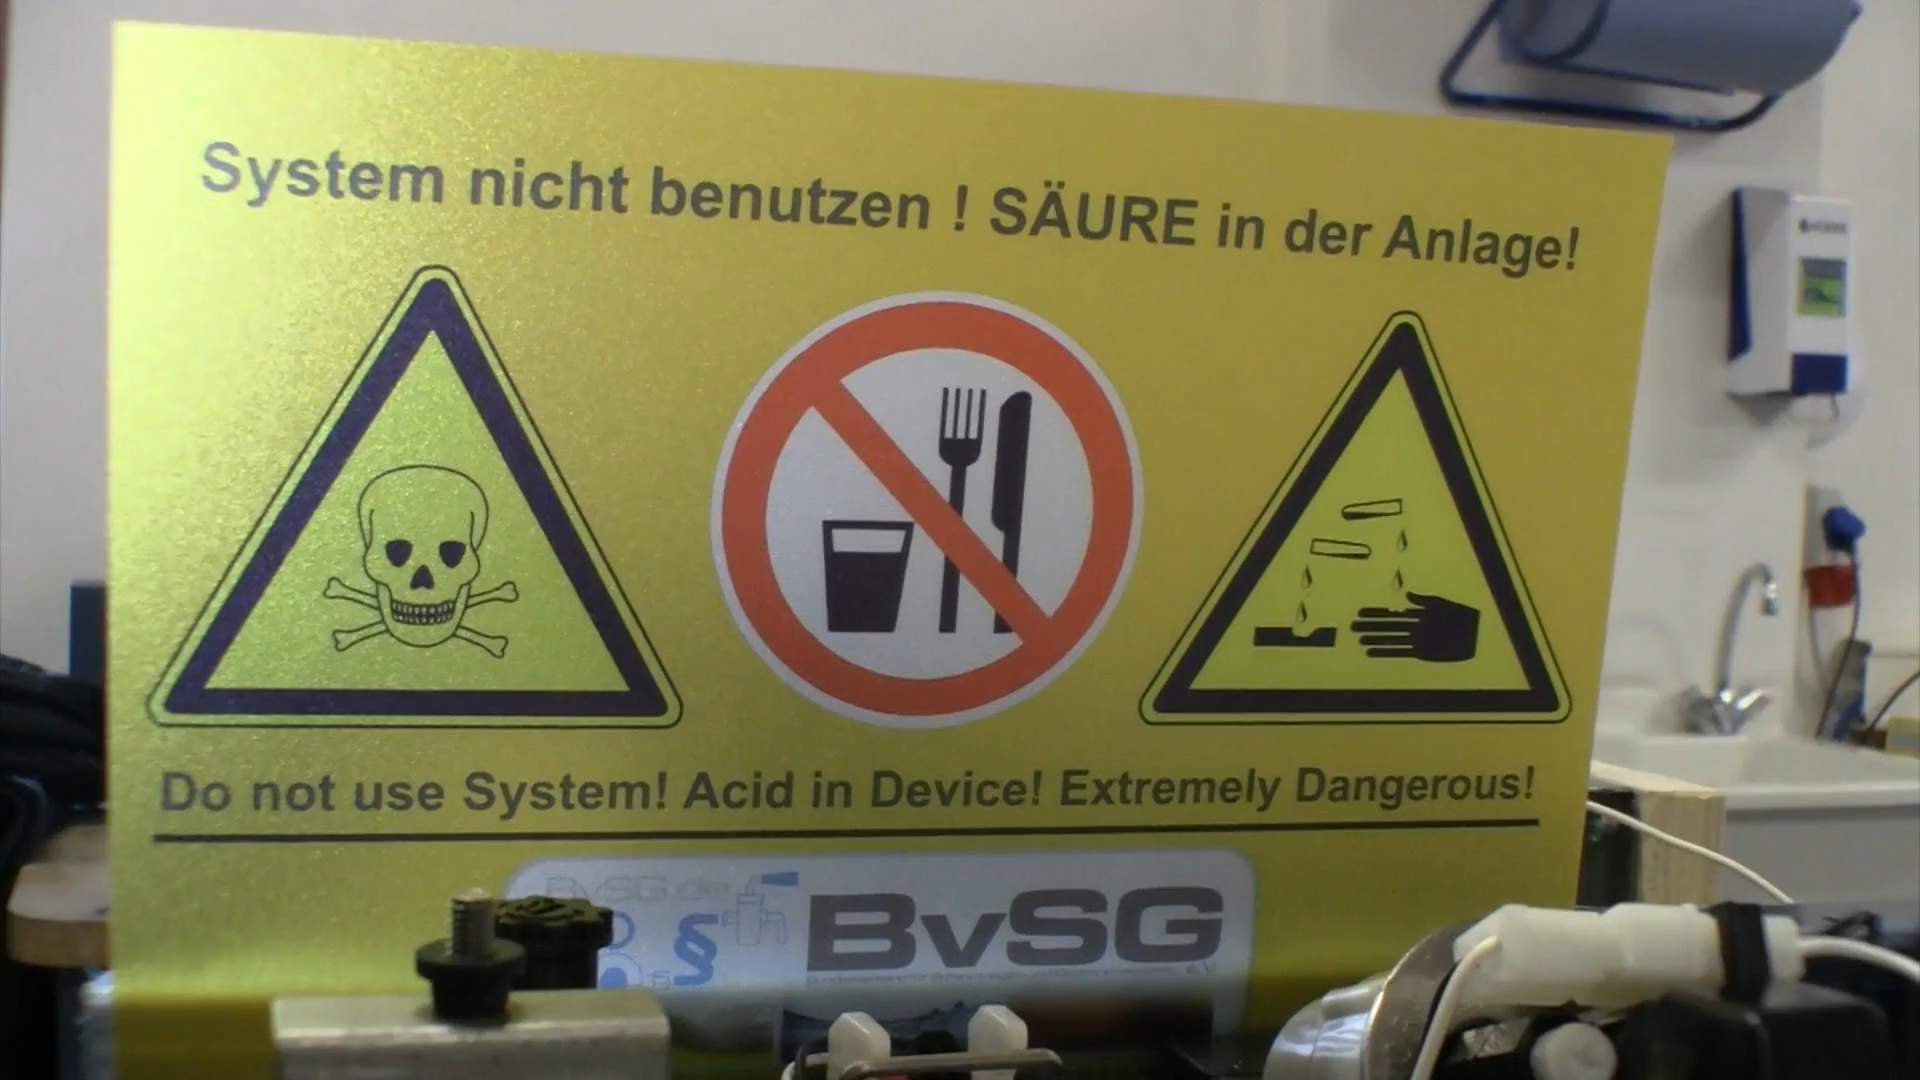 System nicht benutzen ! SÄURE in der Anlage!
Do not use System! Acid in Device! Extremely Dangerous!
BvSG de
§
BvSG